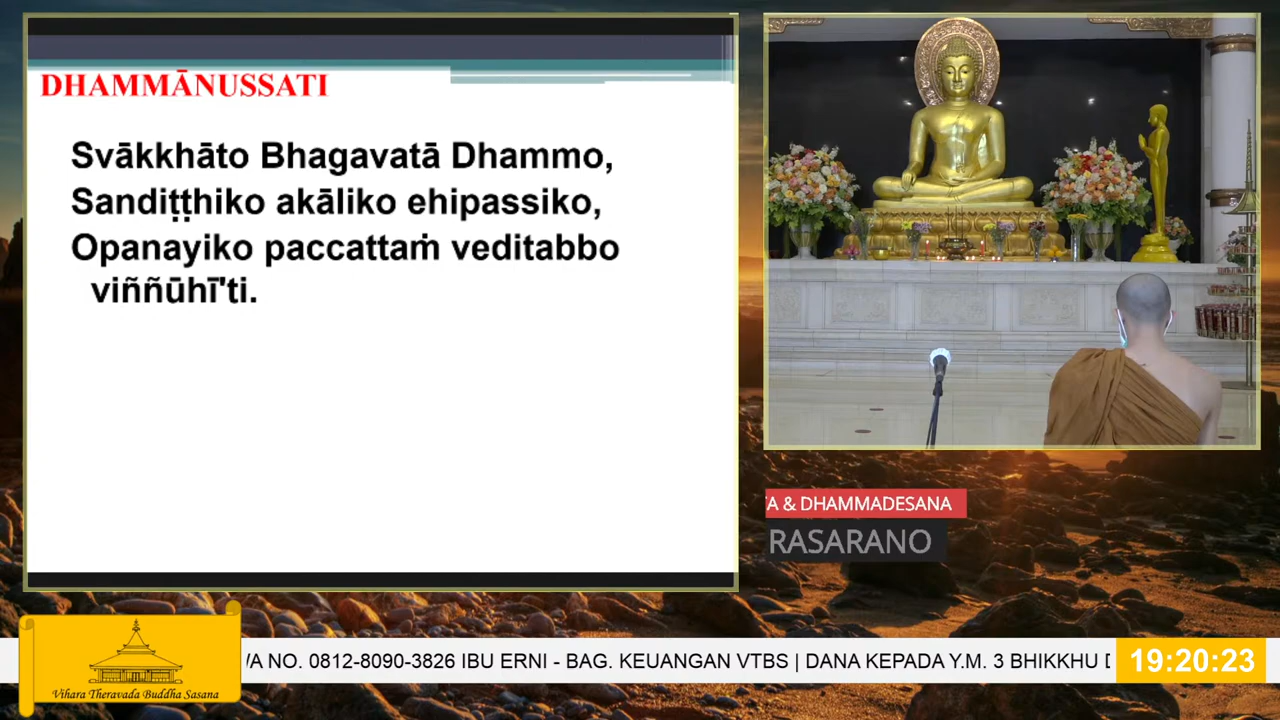 DHAMMĀNUSSATI
Svākkhāto Bhagavatā Dhammo,
Sandiṭṭhiko akāliko ehipassiko,
Opanayiko paccattaṁ veditabbo
viññūhī'ti.
A & DHAMMADESANA
RASARANO
Vihara Theravada Buddha Sasana
WA NO. 0812-8090-3826 IBU ERNI - BAG. KEUANGAN VTBS | DANA KEPADA Y.M. 3 BHIKKHU
19:20:23